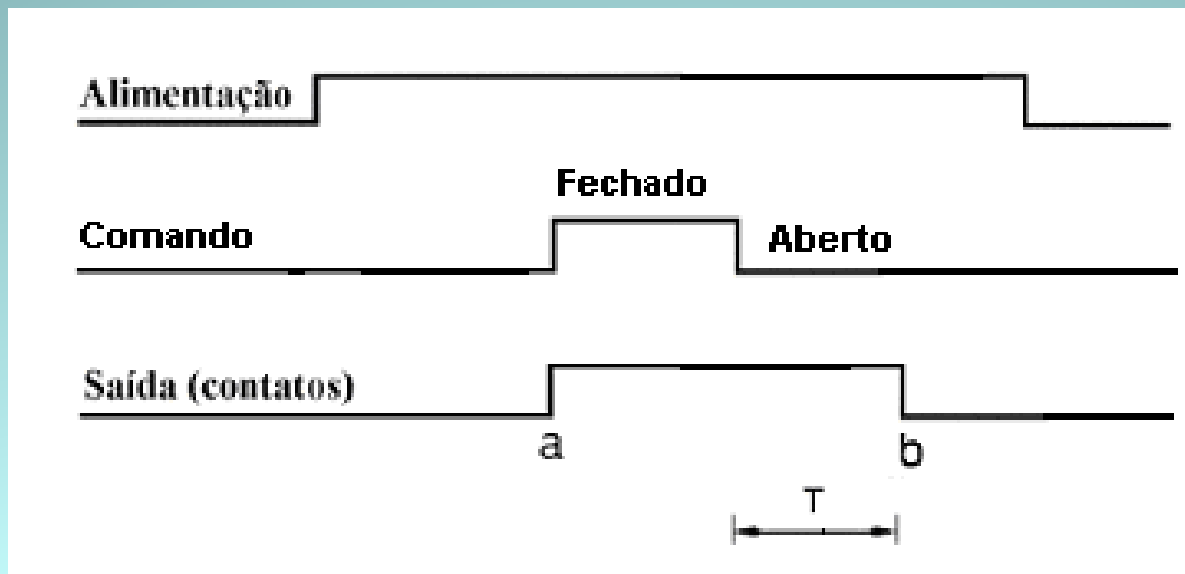 Alimentação
Fechado
Comando
Aberto
Saída (contatos)
a
b
T